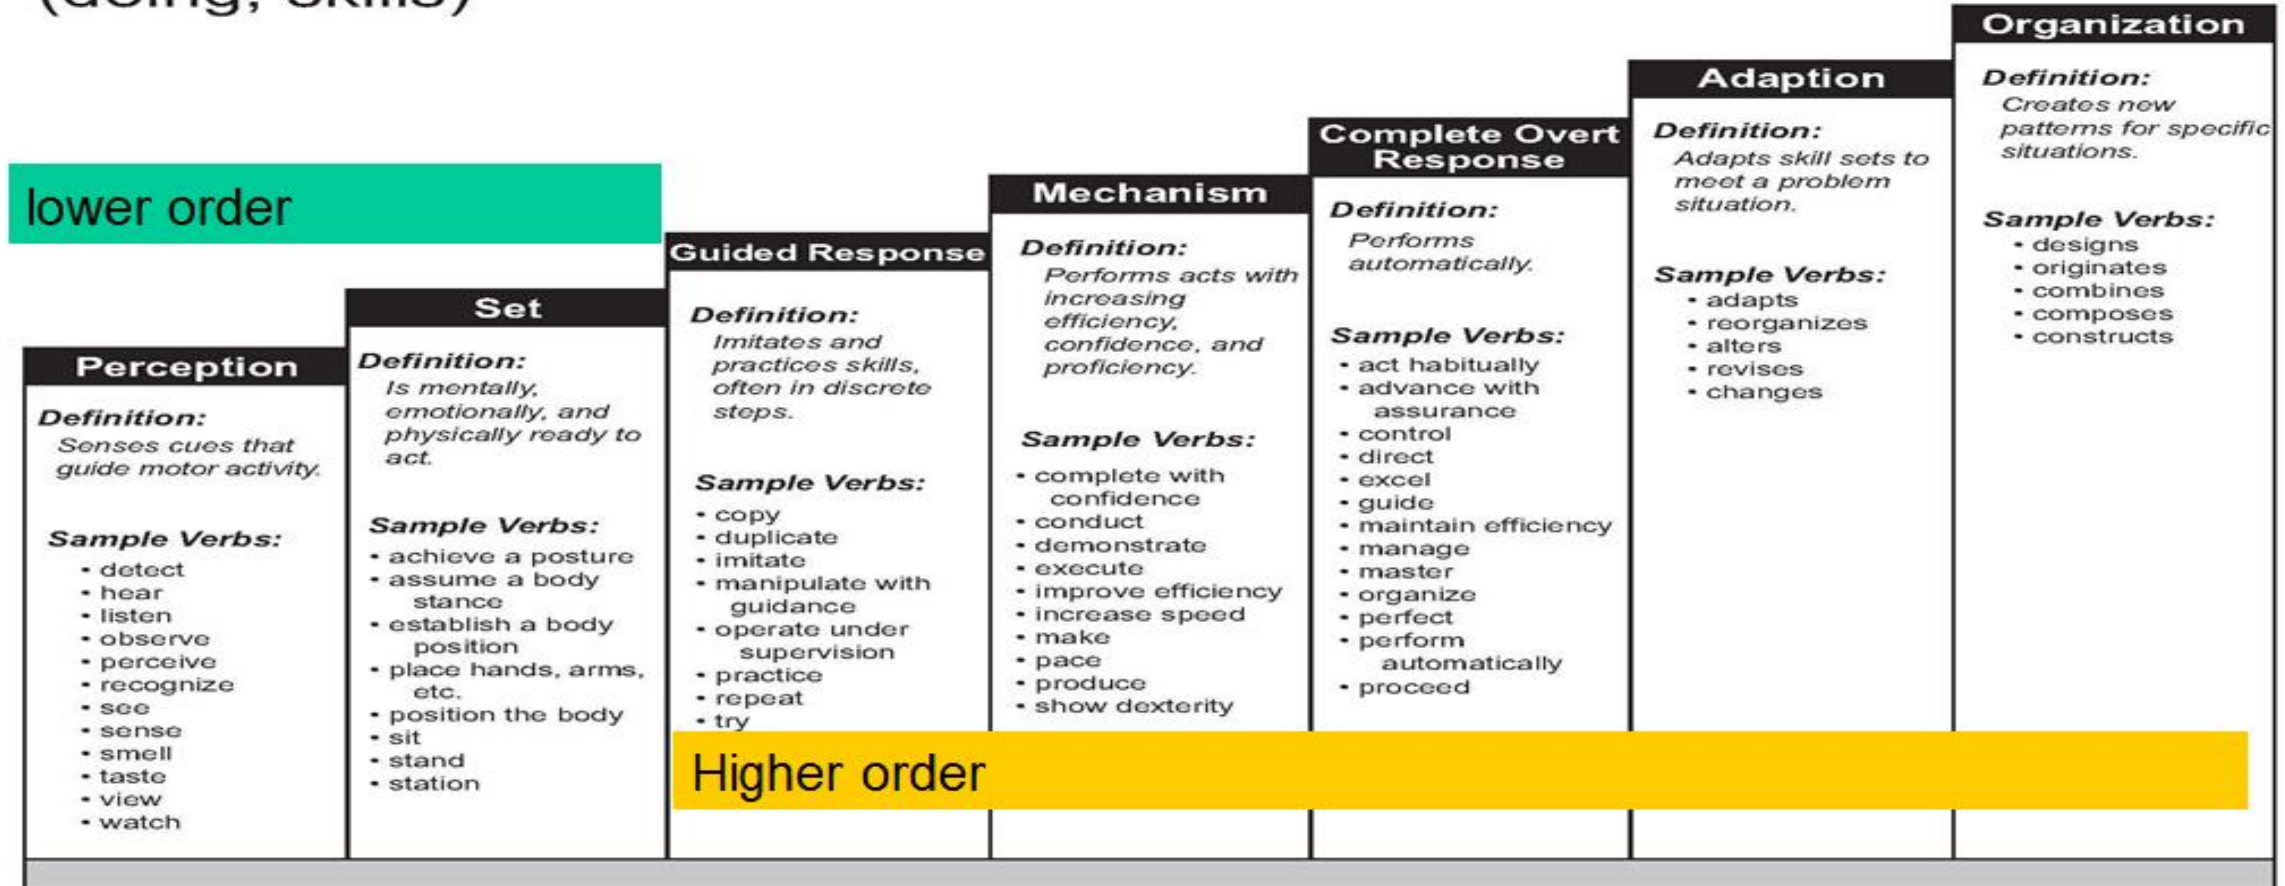 (doing, skills)
lower order
Perception
Definition:
Senses cues that
guide motor activity.
Sample Verbs:
• detect
• hear
• listen
• observe
• perceive
• recognize
• see
• sense
• smell
• taste
• view
• watch
Set
Definition:
Is mentally,
emotionally, and
physically ready to
act.
Sample Verbs:
• achieve a posture
• assume a body
stance
• establish a body
position
• place hands, arms,
etc.
• position the body
• sit
• stand
• station
Guided Response
Definition:
Imitates and
practices skills,
often in discrete
steps.
Sample Verbs:
• copy
• duplicate
• imitate
• manipulate with
guidance
• operate under
supervision
• practice
• repeat
• try
Mechanism
Definition:
Performs acts with
increasing
efficiency,
confidence, and
proficiency.
Sample Verbs:
• complete with
confidence
• conduct
• demonstrate
• execute
• improve efficiency
• increase speed
• make
• pace
• produce
• show dexterity
Complete Overt
Response
Definition:
Performs
automatically.
Sample Verbs:
• act habitually
• advance with
assurance
• control
• direct
• excel
• guide
• maintain efficiency
• manage
• master
• organize
• perfect
• perform
automatically
• proceed
Adaption
Definition:
Adapts skill sets to
meet a problem
situation.
Sample Verbs:
• adapts
• reorganizes
• alters
• revises
• changes
Organization
Definition:
Creates new
patterns for specific
situations.
Sample Verbs:
• designs
• originates
• combines
• composes
• constructs
Higher order